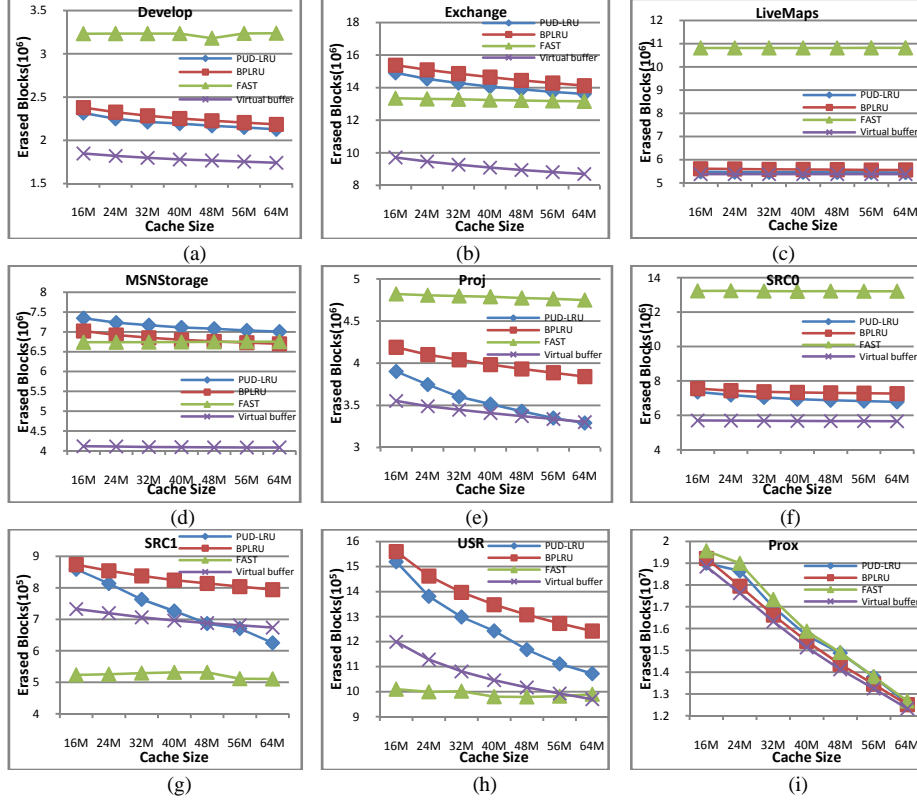 Develop
Erased Blocks(10⁶)
3.5
3
2.5
2
1.5
PUD-LRU
BPLRU
FAST
Virtual buffer
16M 24M 32M 40M 48M 56M 64M
Cache Size
(a)
Exchange
Erased Blocks(10⁶)
18
16
14
12
10
8
PUD-LRU
BPLRU
FAST
Virtual buffer
16M 24M 32M 40M 48M 56M 64M
Cache Size
(b)
LiveMaps
Erased Blocks(10⁶)
12
11
10
9
8
7
6
5
PUD-LRU
BPLRU
FAST
Virtual buffer
16M 24M 32M 40M 48M 56M 64M
Cache Size
(c)
MSNStorage
Erased Blocks(10⁶)
8
7.5
7
6.5
6
5.5
5
4.5
4
PUD-LRU
BPLRU
FAST
Virtual buffer
16M 24M 32M 40M 48M 56M 64M
Cache Size
(d)
Proj
Erased Blocks(10⁶)
5
4.5
4
3.5
3
PUD-LRU
BPLRU
FAST
Virtual buffer
16M 24M 32M 40M 48M 56M 64M
Cache Size
(e)
SRC0
Erased Blocks(10⁶)
14
12
10
8
6
4
PUD-LRU
BPLRU
FAST
Virtual buffer
16M 24M 32M 40M 48M 56M 64M
Cache Size
(f)
SRC1
Erased Blocks(10⁵)
9
8
7
6
5
4
PUD-LRU
BPLRU
FAST
Virtual buffer
16M 24M 32M 40M 48M 56M 64M
Cache Size
(g)
USR
Erased Blocks(10⁵)
16
15
14
13
12
11
10
9
PUD-LRU
BPLRU
FAST
Virtual buffer
16M 24M 32M 40M 48M 56M 64M
Cache Size
(h)
Prox
Erased Blocks(10⁷)
2
1.9
1.8
1.7
1.6
1.5
1.4
1.3
1.2
PUD-LRU
BPLRU
FAST
Virtual buffer
16M 24M 32M 40M 48M 56M 64M
Cache Size
(i)